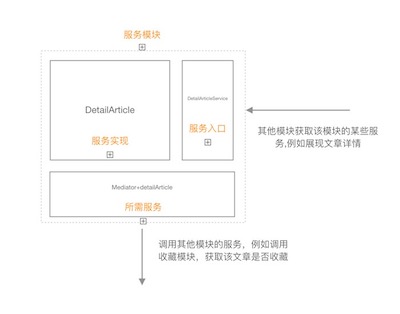 服务模块
DetailArticle
服务实现
DetailArticleService
服务入口
其他模块获取该模块的某些服
务,例如展现文章详情
Mediator+detailArticle
所需服务
调用其他模块的服务，例如调用
收藏模块，获取该文章是否收藏